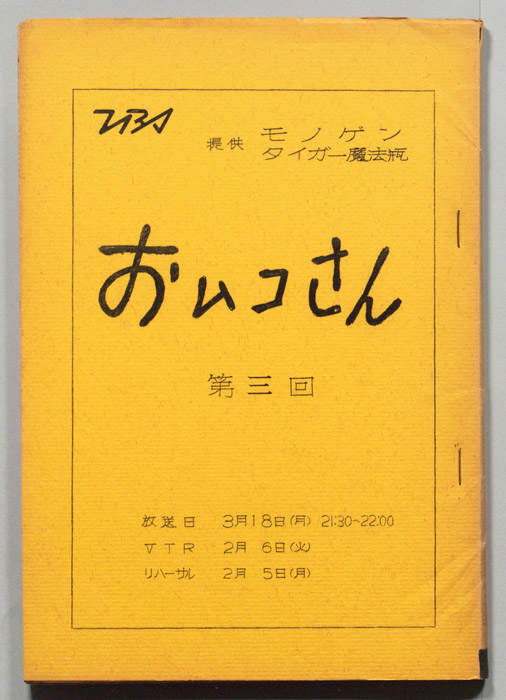 TBS
提供 モノゲン
タイガー魔法瓶
おムコさん
第三回
放送日 3月18日(月) 21:30~22:00
VTR 2月 6日(火)
リハーサル 2月 5日(月)